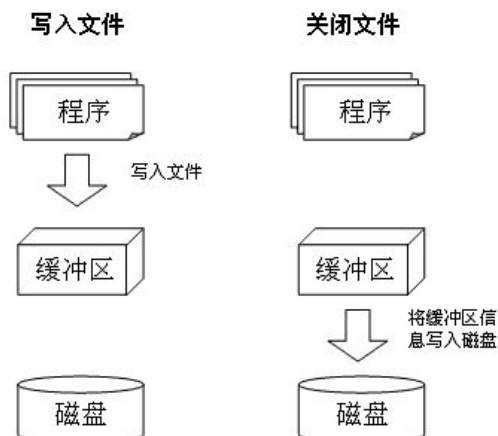 写入文件
程序
写入文件
缓冲区
磁盘
关闭文件
程序
缓冲区
将缓冲区信
息写入磁盘
磁盘